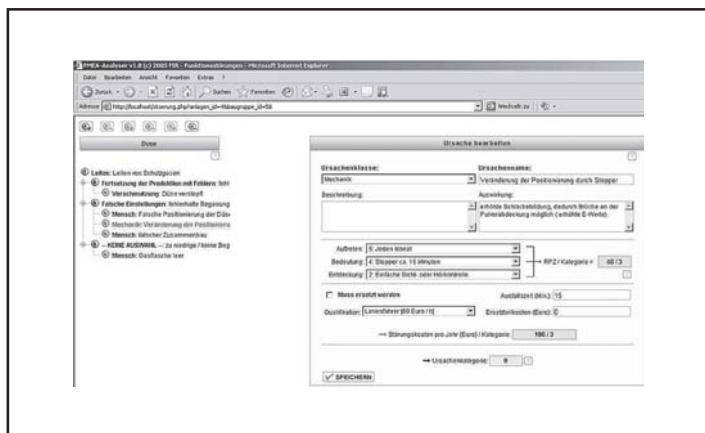 FMEA-Analyser v1.0 (c) 2005 FIR - Funktionsstörungen - Microsoft Internet Explorer
Datei Bearbeiten Ansicht Favoriten Extras ?
Zurück Suchen Favoriten
Adresse Wechseln zu
Düse
Leiten: Leiten von Schutzgasen
Fortsetzung der Produktion mit Fehlern: fehl
Verschmutzung: Düse verstopft
Falsche Einstellungen: fehlerhafte Begasung
Mensch: Falsche Positionierung der Düse
Mechanik: Veränderung der Positionierung
Mensch: falscher Zusammenbau
-- KEINE AUSWAHL --: zu niedrige / keine Beg
Mensch: Gasflasche leer
Ursache bearbeiten
Ursachenklasse: Ursachenname:
Mechanik Veränderung der Positionierung durch Stopper
Beschreibung: Auswirkung:
erhöhte Schlackebildung, dadurch Brüche an der
Pulverabdeckung möglich (erhöhte E-Werte).
Auftreten: 5: Jeden Monat
Bedeutung: 4: Stopper ca. 15 Minuten RPZ / Kategorie = 40 / 3
Entdeckung: 2: Einfache Sicht- oder Hörkontrolle
Muss ersetzt werden Ausfallzeit (Min.): 15
Qualifikation: Linienführer [60 Euro / h] Ersatzteilkosten (Euro): 0
Störungskosten pro Jahr (Euro) / Kategorie: 180 / 3
Ursachenkategorie: 9
SPEICHERN